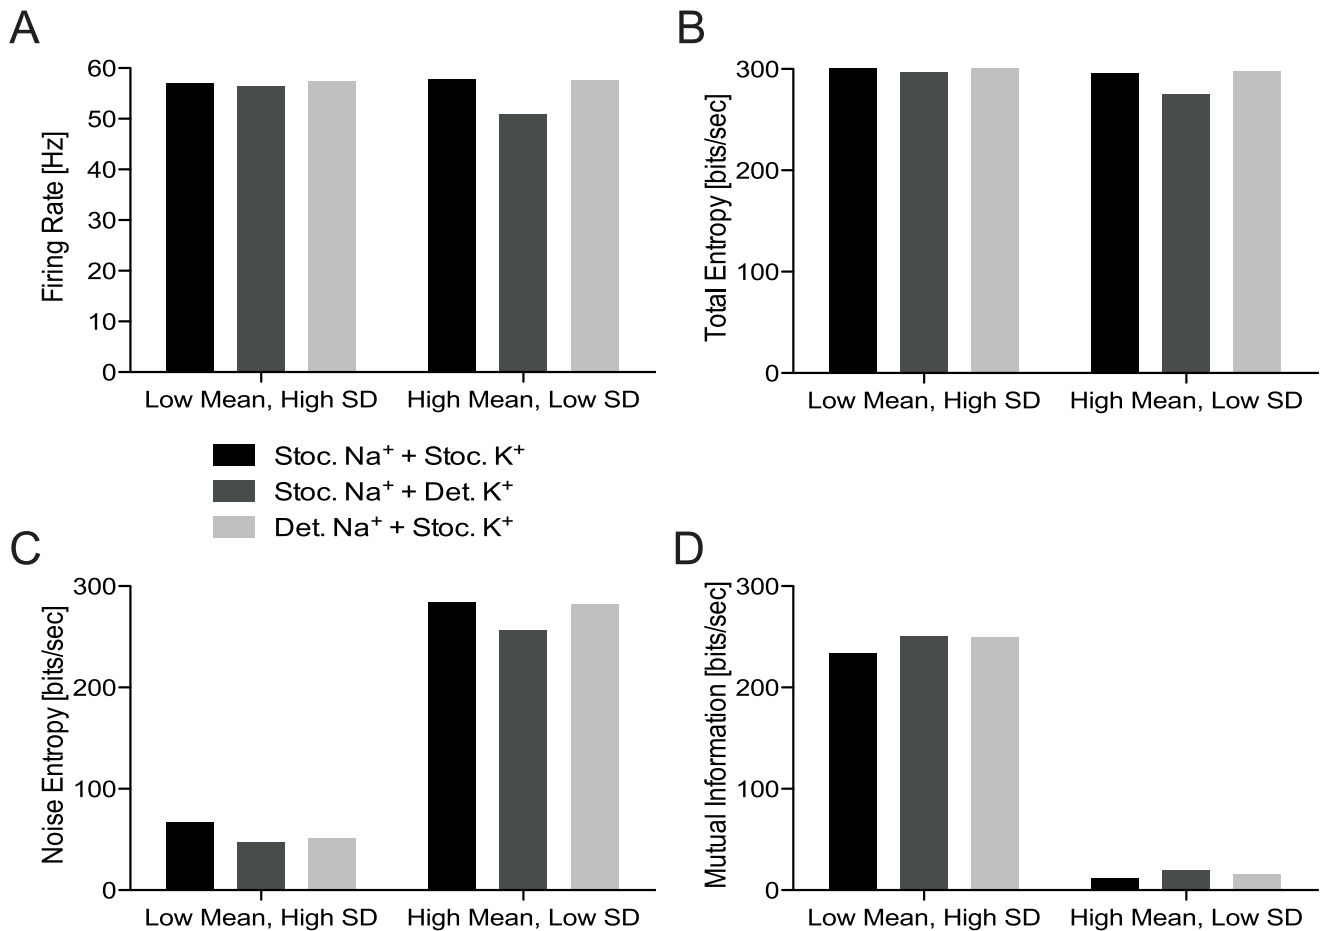 A
Firing Rate [Hz]
60
50
40
30
20
10
0
Low Mean, High SD
High Mean, Low SD
B
Total Entropy [bits/sec]
300
200
100
0
Low Mean, High SD
High Mean, Low SD
Stoc. Na⁺ + Stoc. K⁺
Stoc. Na⁺ + Det. K⁺
Det. Na⁺ + Stoc. K⁺
C
Noise Entropy [bits/sec]
300
200
100
0
Low Mean, High SD
High Mean, Low SD
D
Mutual Information [bits/sec]
300
200
100
0
Low Mean, High SD
High Mean, Low SD